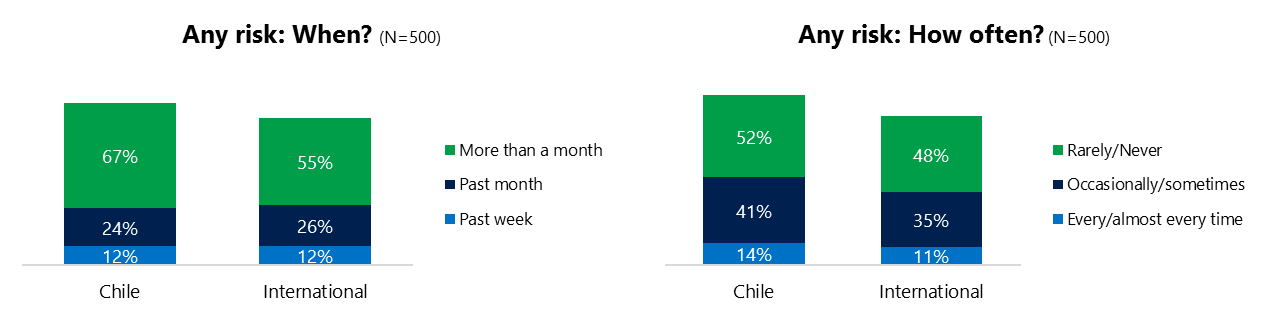 Any risk: When? (N=500)
67%
55%
24%
26%
12%
12%
Chile
International
More than a month
Past month
Past week
Any risk: How often? (N=500)
52%
48%
41%
35%
14%
11%
Chile
International
Rarely/Never
Occasionally/sometimes
Every/almost every time